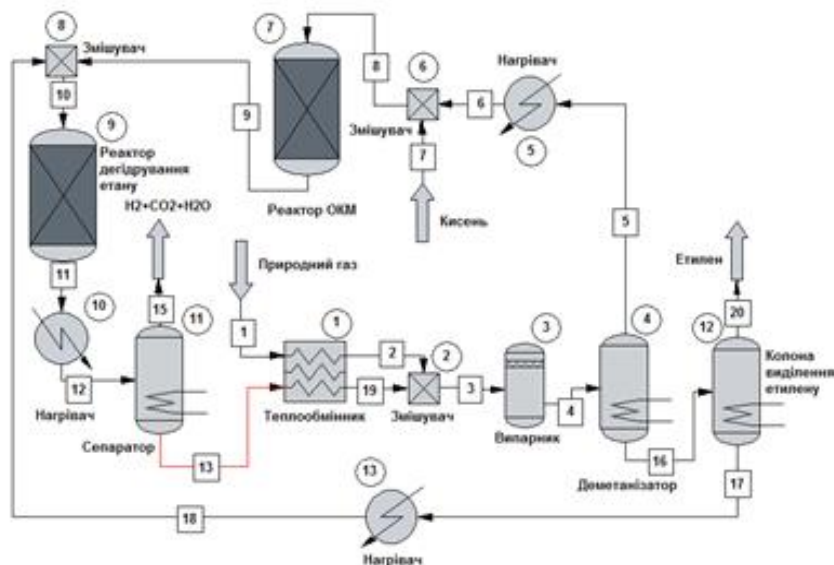 8
Змішувач
10
9
Реактор
дегідрування
етану
H2+CO2+H2O
11
10
15
11
12
Нагрівач
Сепаратор
13
7
9
Реактор ОКМ
8
6
Змішувач
7
Кисень
6
Нагрівач
5
5
Природний газ
1
1
2
19
Теплообмінник
2
3
Змішувач
3
4
Випарник
4
16
Деметанізатор
Етилен
20
12
Колона
виділення
етилену
17
13
Нагрівач
18